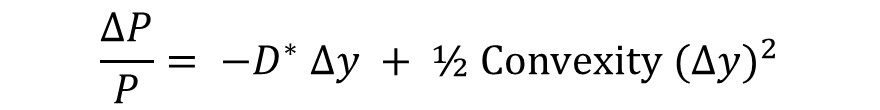 ΔP/P = −D* Δy + ½ Convexity (Δy)²